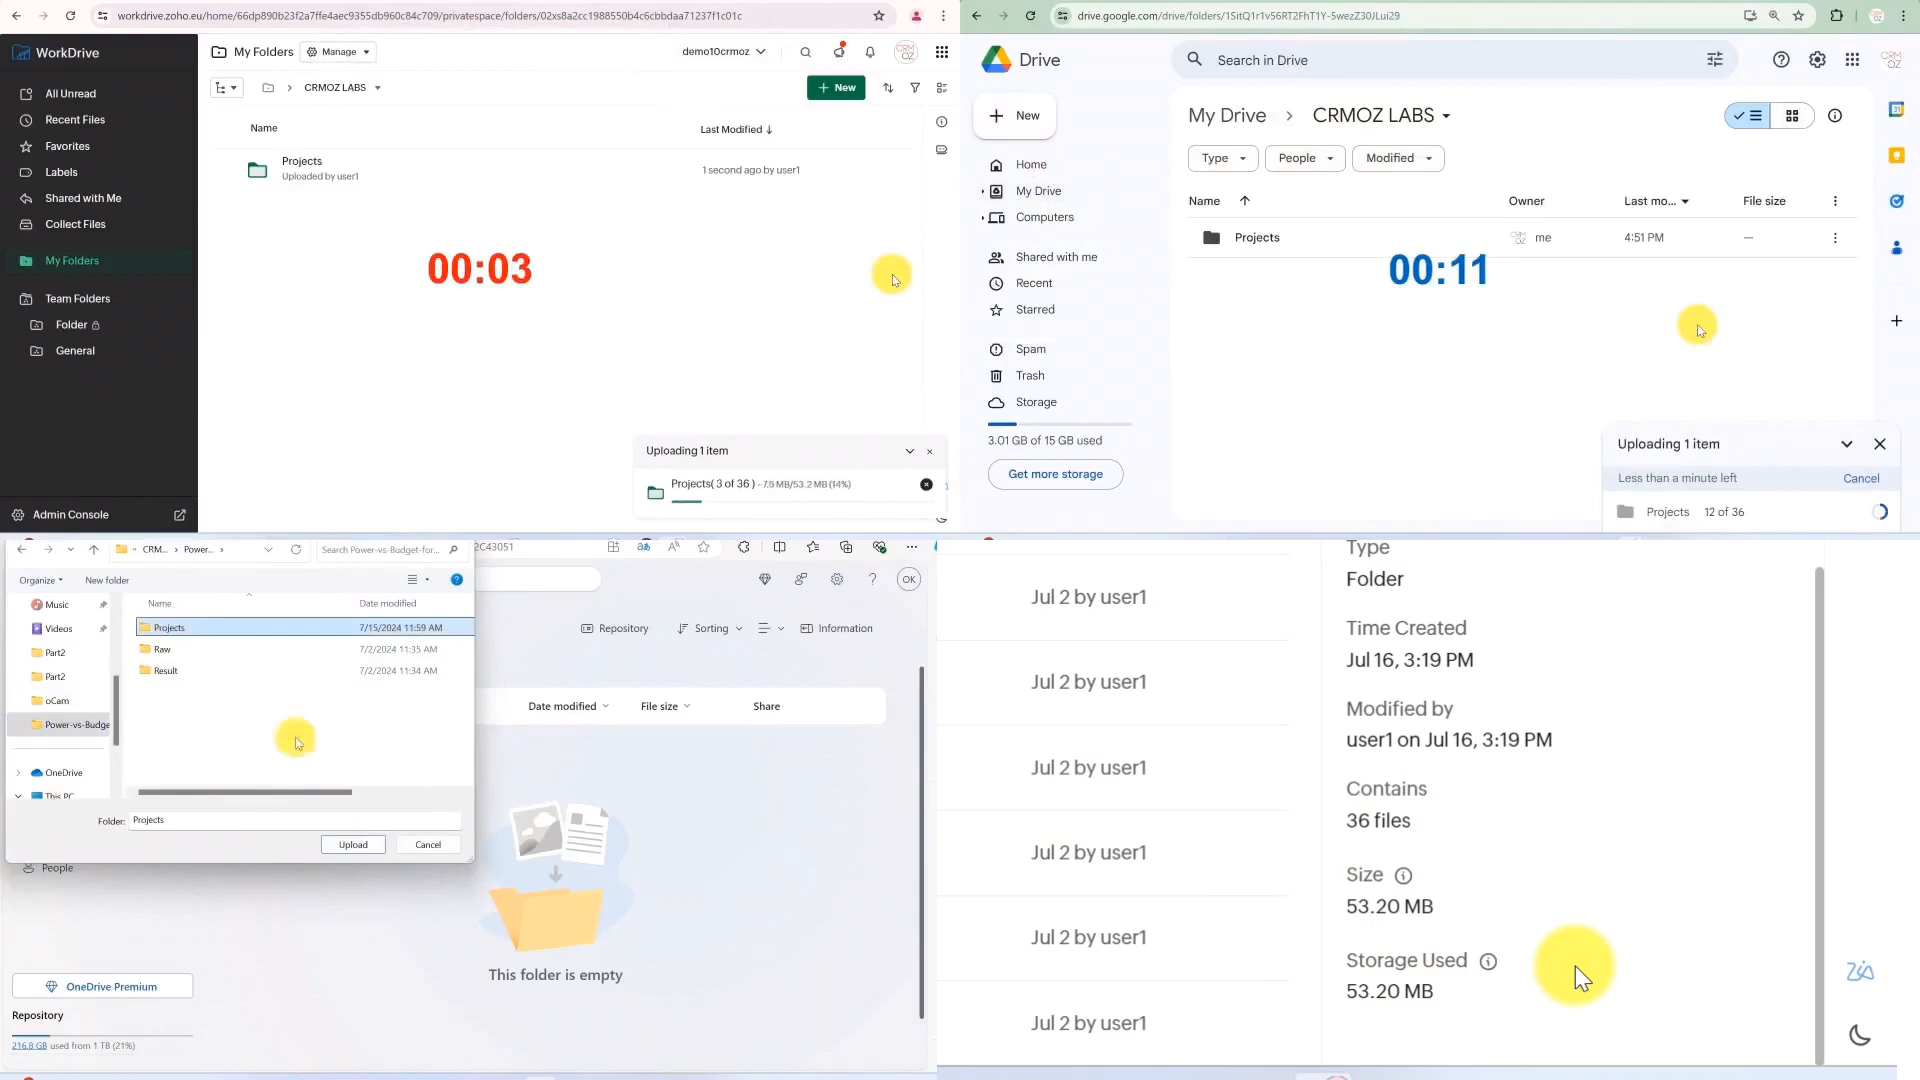 workdrive.zoho.eu/home/66dp890b23f2a7ffe4aec9355db960c84c709/privatespace/folders/02xs8a2cc1988550b4c6cbbdaa71237f1c01c
WorkDrive
All Unread
Recent Files
Favorites
Labels
Shared with Me
Collect Files
My Folders
Team Folders
Folder
General
Admin Console
My Folders
Manage
demo10crmoz
CRMOZ LABS
New
Name
Last Modified
Projects
Uploaded by user1
1 second ago by user1
00:03
Uploading 1 item
Projects( 3 of 36 ) - 7.6 MB/53.2 MB (14%)
drive.google.com/drive/folders/1SitQ1r1v56RT2FhT1Y-5wezZ30JLui29
Drive
Search in Drive
New
Home
My Drive
Computers
Shared with me
Recent
Starred
Spam
Trash
Storage
3.01 GB of 15 GB used
Get more storage
My Drive
CRMOZ LABS
Type
People
Modified
Name
Owner
Last mo...
File size
Projects
me
4:51 PM
–
00:11
Uploading 1 item
Less than a minute left
Cancel
Projects 12 of 36
CRM...
Power...
Search Power-vs-Budget-for...
Organize
New folder
Music
Videos
Part2
Part2
oCam
Power-vs-Budge
OneDrive
This PC
Name
Date modified
Projects
7/15/2024 11:59 AM
Raw
7/2/2024 11:35 AM
Result
7/2/2024 11:34 AM
Folder:
Projects
Upload
Cancel
2C43051
OK
Repository
Sorting
Information
Date modified
File size
Share
This folder is empty
People
OneDrive Premium
Repository
216.8 GB used from 1 TB (21%)
Jul 2 by user1
Jul 2 by user1
Jul 2 by user1
Jul 2 by user1
Jul 2 by user1
Jul 2 by user1
Type
Folder
Time Created
Jul 16, 3:19 PM
Modified by
user1 on Jul 16, 3:19 PM
Contains
36 files
Size
53.20 MB
Storage Used
53.20 MB